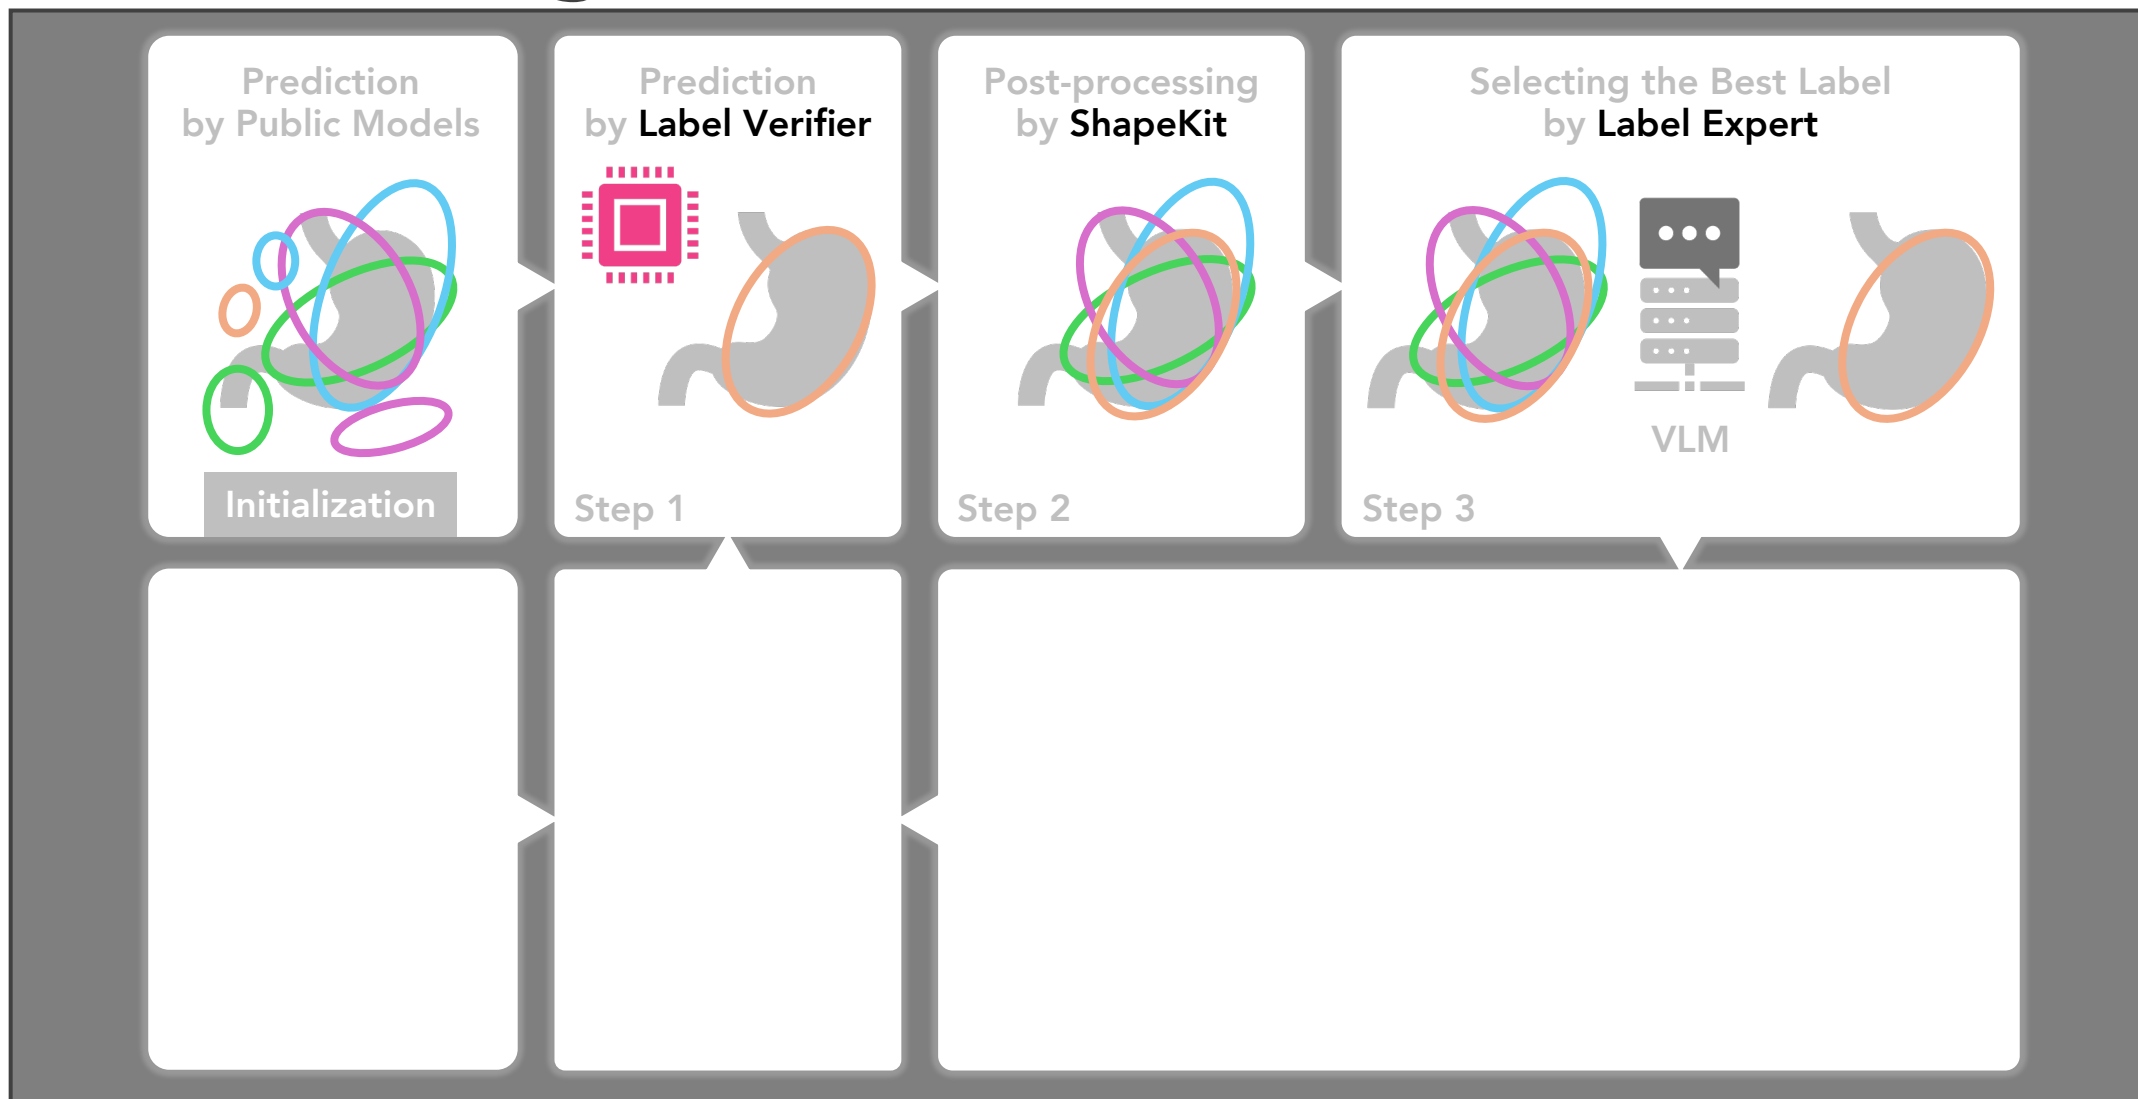 Prediction
by Public Models
Initialization
Prediction
by Label Verifier
Step 1
Post-processing
by ShapeKit
Step 2
Selecting the Best Label
by Label Expert
VLM
Step 3